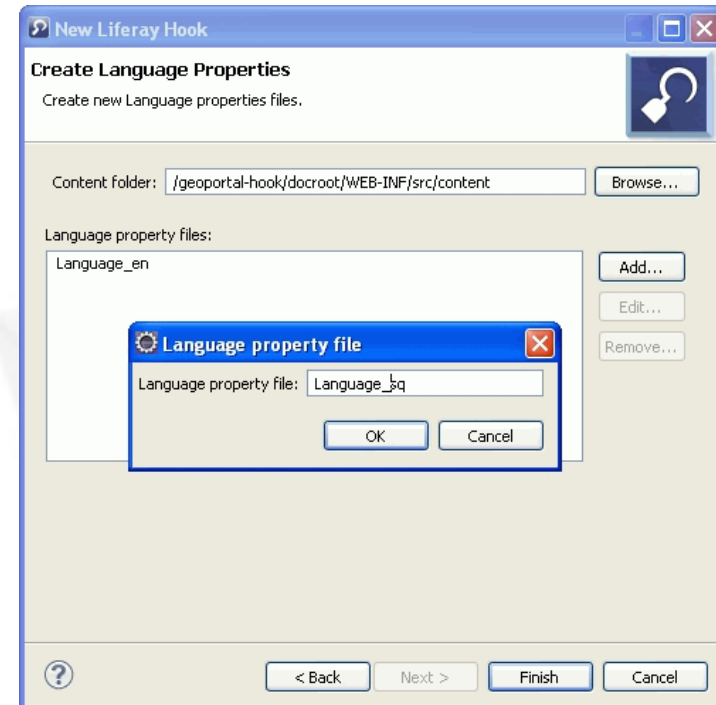 New Liferay Hook
Create Language Properties
Create new Language properties files.
Content folder: /geoportal-hook/docroot/WEB-INF/src/content Browse...
Language property files:
Language_en
Add...
Edit...
Remove...
Language property file
Language property file: Language_sq
OK Cancel
? < Back Next > Finish Cancel